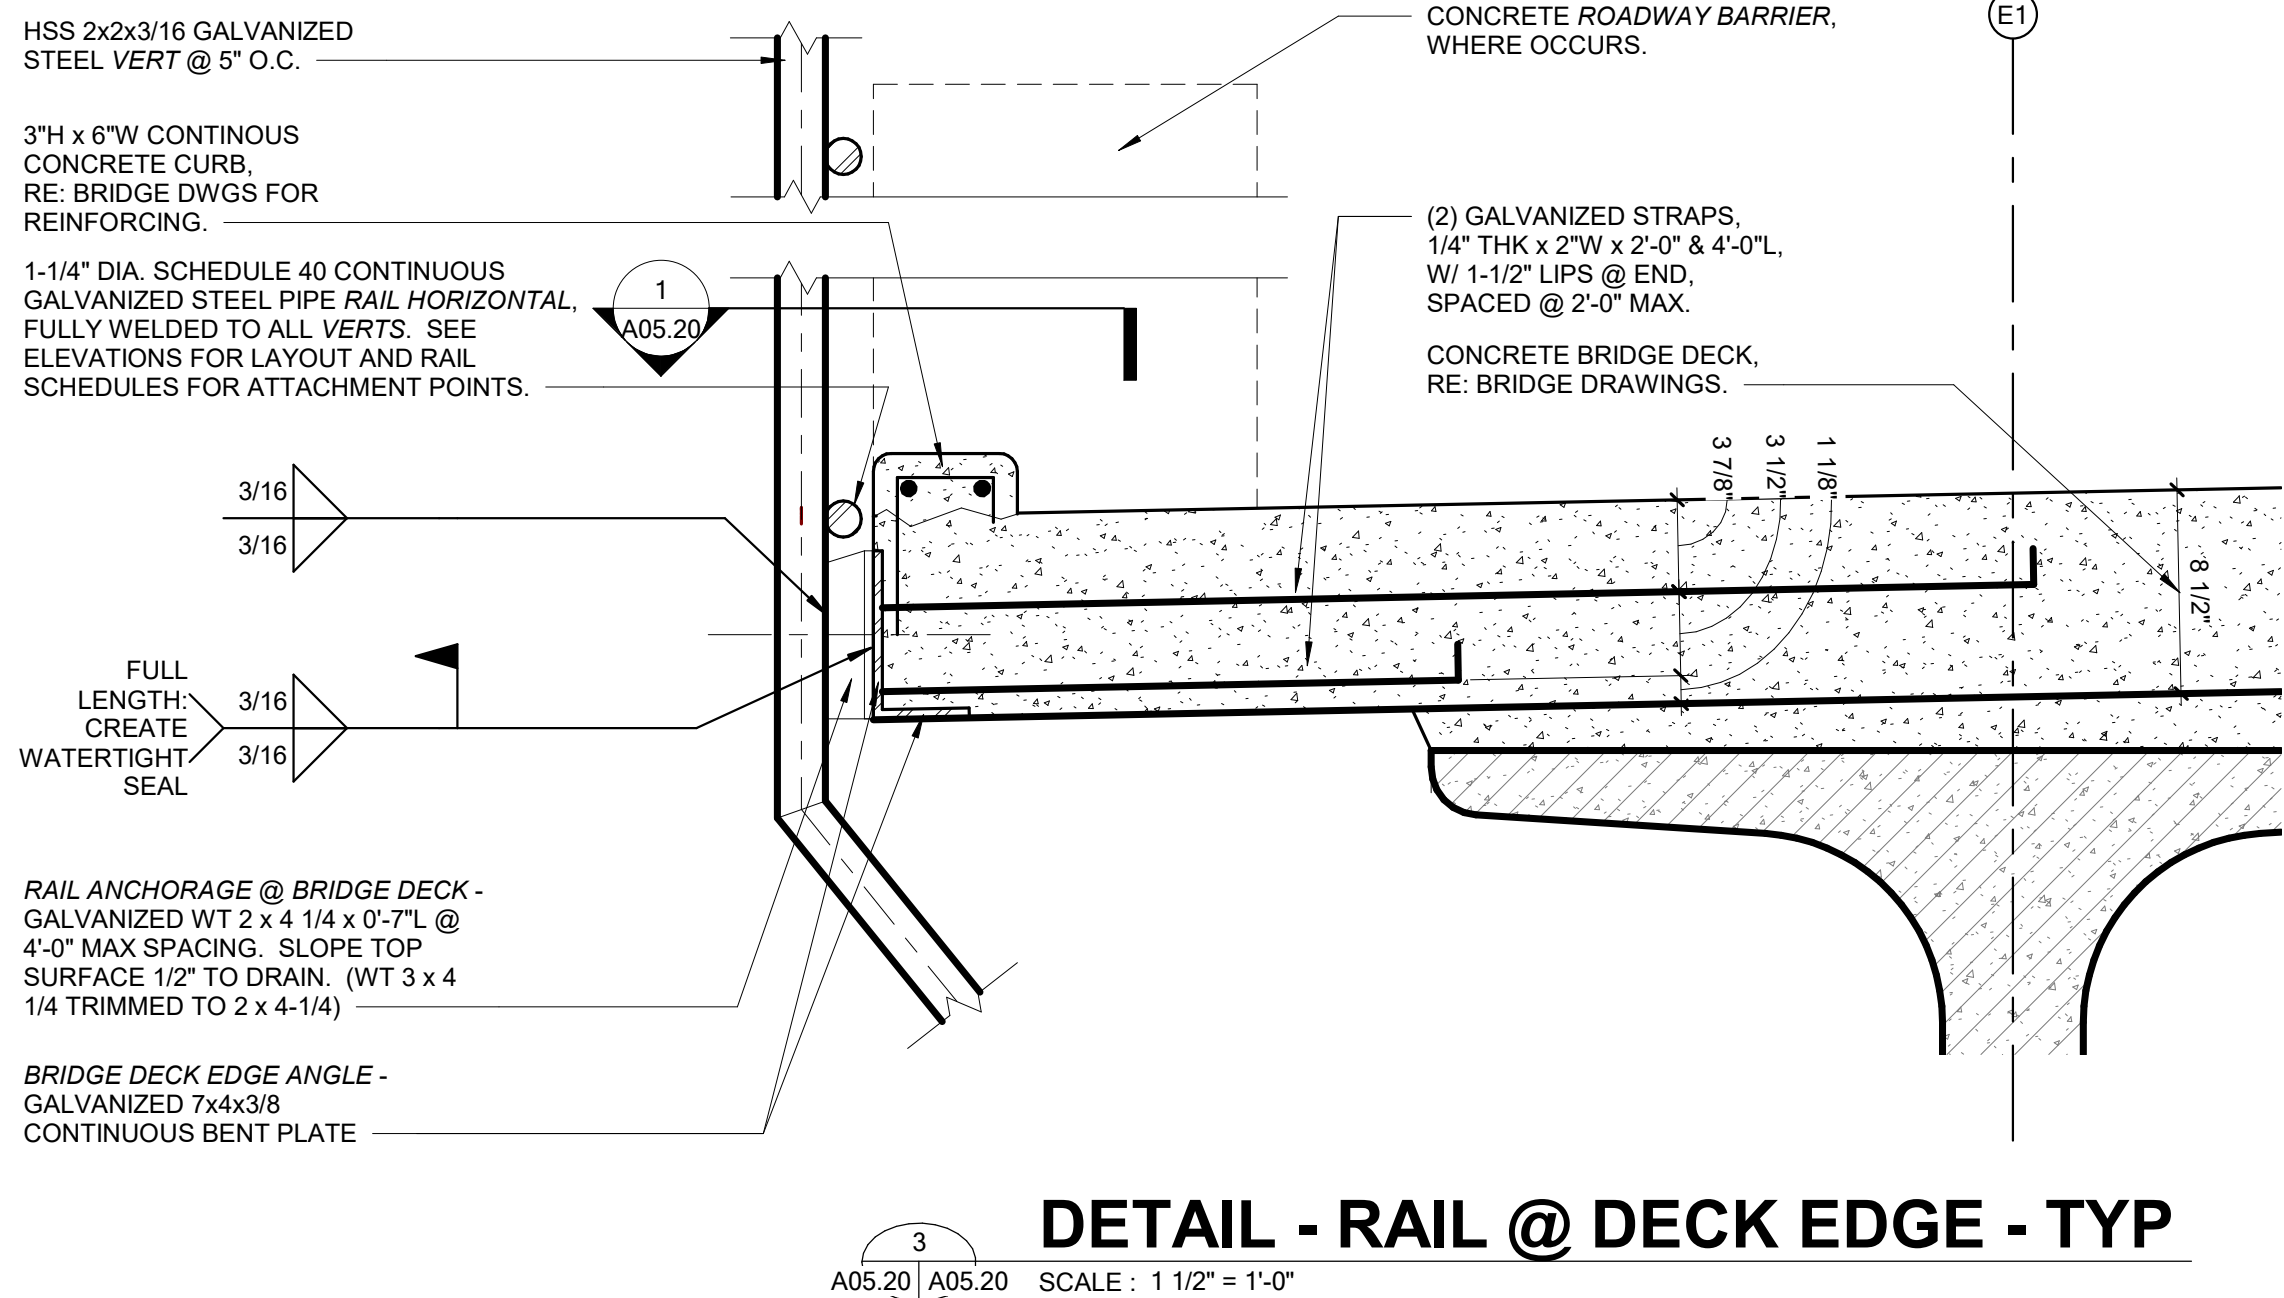 HSS 2x2x3/16 GALVANIZED
STEEL VERT @ 5" O.C.
3"H x 6"W CONTINOUS
CONCRETE CURB,
RE: BRIDGE DWGS FOR
REINFORCING.
1-1/4" DIA. SCHEDULE 40 CONTINUOUS
GALVANIZED STEEL PIPE RAIL HORIZONTAL,
FULLY WELDED TO ALL VERTS. SEE
ELEVATIONS FOR LAYOUT AND RAIL
SCHEDULES FOR ATTACHMENT POINTS.
1
A05.20
CONCRETE ROADWAY BARRIER,
WHERE OCCURS.
E1
(2) GALVANIZED STRAPS,
1/4" THK x 2"W x 2'-0" & 4'-0"L,
W/ 1-1/2" LIPS @ END,
SPACED @ 2'-0" MAX.
CONCRETE BRIDGE DECK,
RE: BRIDGE DRAWINGS.
3 7/8"
3 1/2"
1 1/8"
8 1/2"
3/16
3/16
FULL
LENGTH:
CREATE
WATERTIGHT
SEAL
3/16
3/16
RAIL ANCHORAGE @ BRIDGE DECK -
GALVANIZED WT 2 x 4 1/4 x 0'-7"L @
4'-0" MAX SPACING. SLOPE TOP
SURFACE 1/2" TO DRAIN. (WT 3 x 4
1/4 TRIMMED TO 2 x 4-1/4)
BRIDGE DECK EDGE ANGLE -
GALVANIZED 7x4x3/8
CONTINUOUS BENT PLATE
DETAIL - RAIL @ DECK EDGE - TYP
3
A05.20 A05.20
SCALE : 1 1/2" = 1'-0"